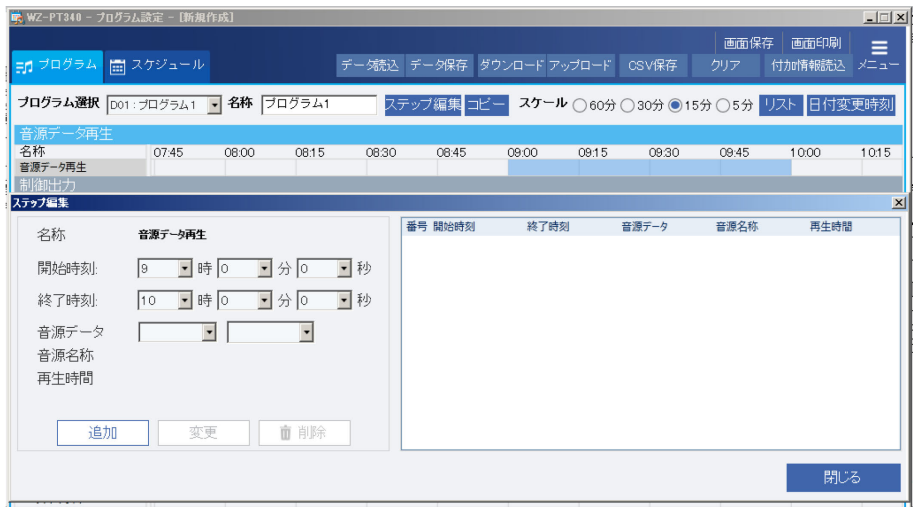 WZ-PT340 - プログラム設定 - [新規作成]
画面保存 画面印刷
プログラム スケジュール データ読込 データ保存 ダウンロード アップロード CSV保存 クリア 付加情報読込 メニュー
プログラム選択 D01：プログラム1 名称 プログラム1 ステップ編集 コピー スケール 60分 30分 15分 5分 リスト 日付変更時刻
音源データ再生
名称 07:45 08:00 08:15 08:30 08:45 09:00 09:15 09:30 09:45 10:00 10:15
音源データ再生
制御出力
ステップ編集
名称 音源データ再生
番号 開始時刻 終了時刻 音源データ 音源名称 再生時間
開始時刻: 9 時 0 分 0 秒
終了時刻: 10 時 0 分 0 秒
音源データ
音源名称
再生時間
追加 変更 削除
閉じる